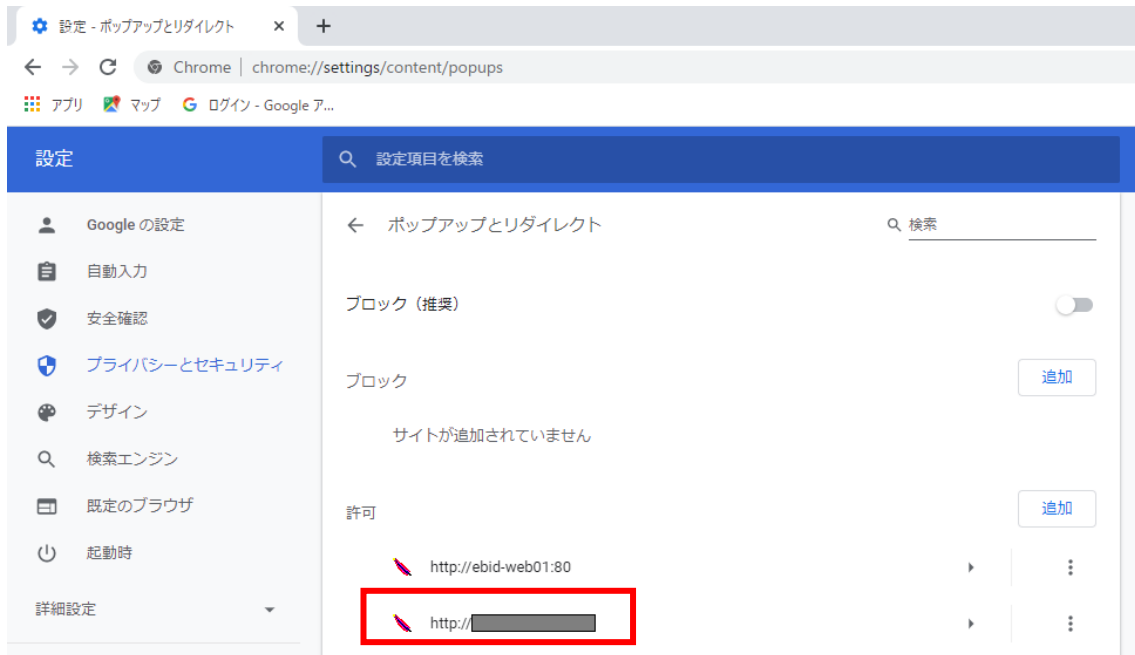 設定 - ポップアップとリダイレクト
Chrome | chrome://settings/content/popups
アプリ マップ ログイン - Google ア...
設定
設定項目を検索
Google の設定
自動入力
安全確認
プライバシーとセキュリティ
デザイン
検索エンジン
既定のブラウザ
起動時
詳細設定
ポップアップとリダイレクト
検索
ブロック（推奨）
ブロック
追加
サイトが追加されていません
許可
追加
http://ebid-web01:80
http://